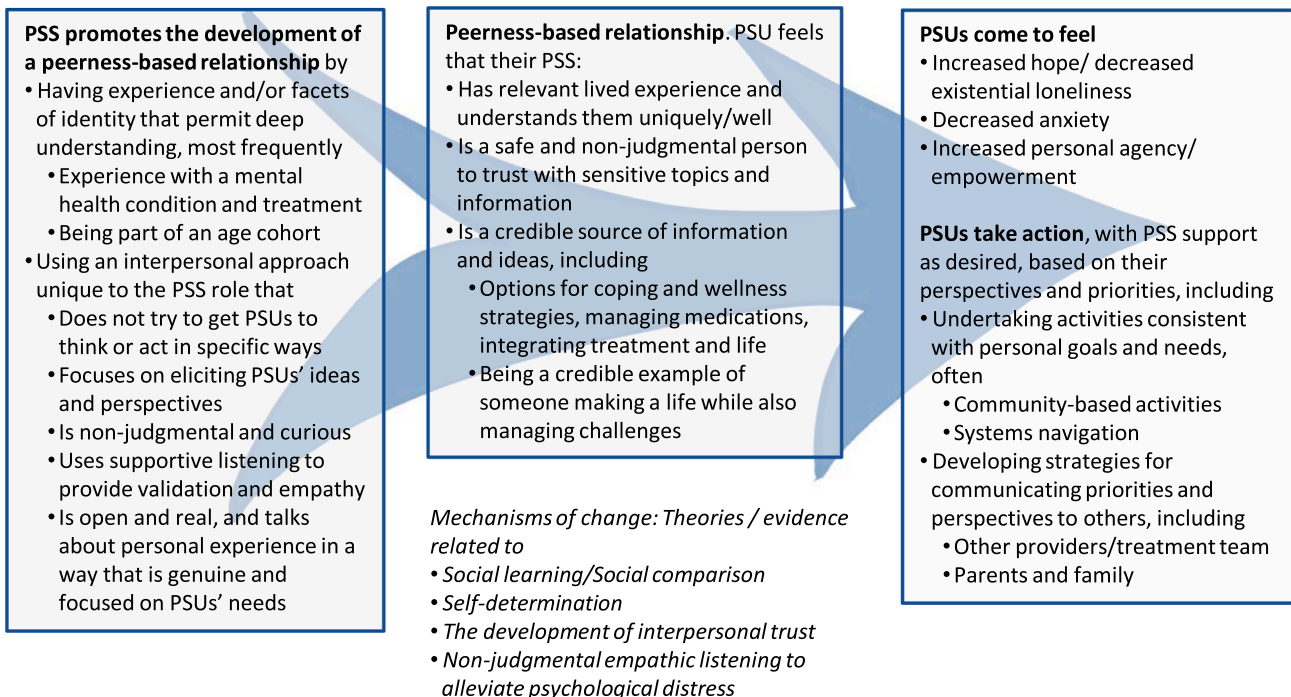 PSS promotes the development of
a peerness-based relationship by
• Having experience and/or facets
of identity that permit deep
understanding, most frequently
• Experience with a mental
health condition and treatment
• Being part of an age cohort
• Using an interpersonal approach
unique to the PSS role that
• Does not try to get PSUs to
think or act in specific ways
• Focuses on eliciting PSUs' ideas
and perspectives
• Is non-judgmental and curious
• Uses supportive listening to
provide validation and empathy
• Is open and real, and talks
about personal experience in a
way that is genuine and
focused on PSUs' needs
Peerness-based relationship. PSU feels
that their PSS:
• Has relevant lived experience and
understands them uniquely/well
• Is a safe and non-judgmental person
to trust with sensitive topics and
information
• Is a credible source of information
and ideas, including
• Options for coping and wellness
strategies, managing medications,
integrating treatment and life
• Being a credible example of
someone making a life while also
managing challenges
Mechanisms of change: Theories / evidence
related to
• Social learning/Social comparison
• Self-determination
• The development of interpersonal trust
• Non-judgmental empathic listening to
alleviate psychological distress
PSUs come to feel
• Increased hope/ decreased
existential loneliness
• Decreased anxiety
• Increased personal agency/
empowerment
PSUs take action, with PSS support
as desired, based on their
perspectives and priorities, including
• Undertaking activities consistent
with personal goals and needs,
often
• Community-based activities
• Systems navigation
• Developing strategies for
communicating priorities and
perspectives to others, including
• Other providers/treatment team
• Parents and family